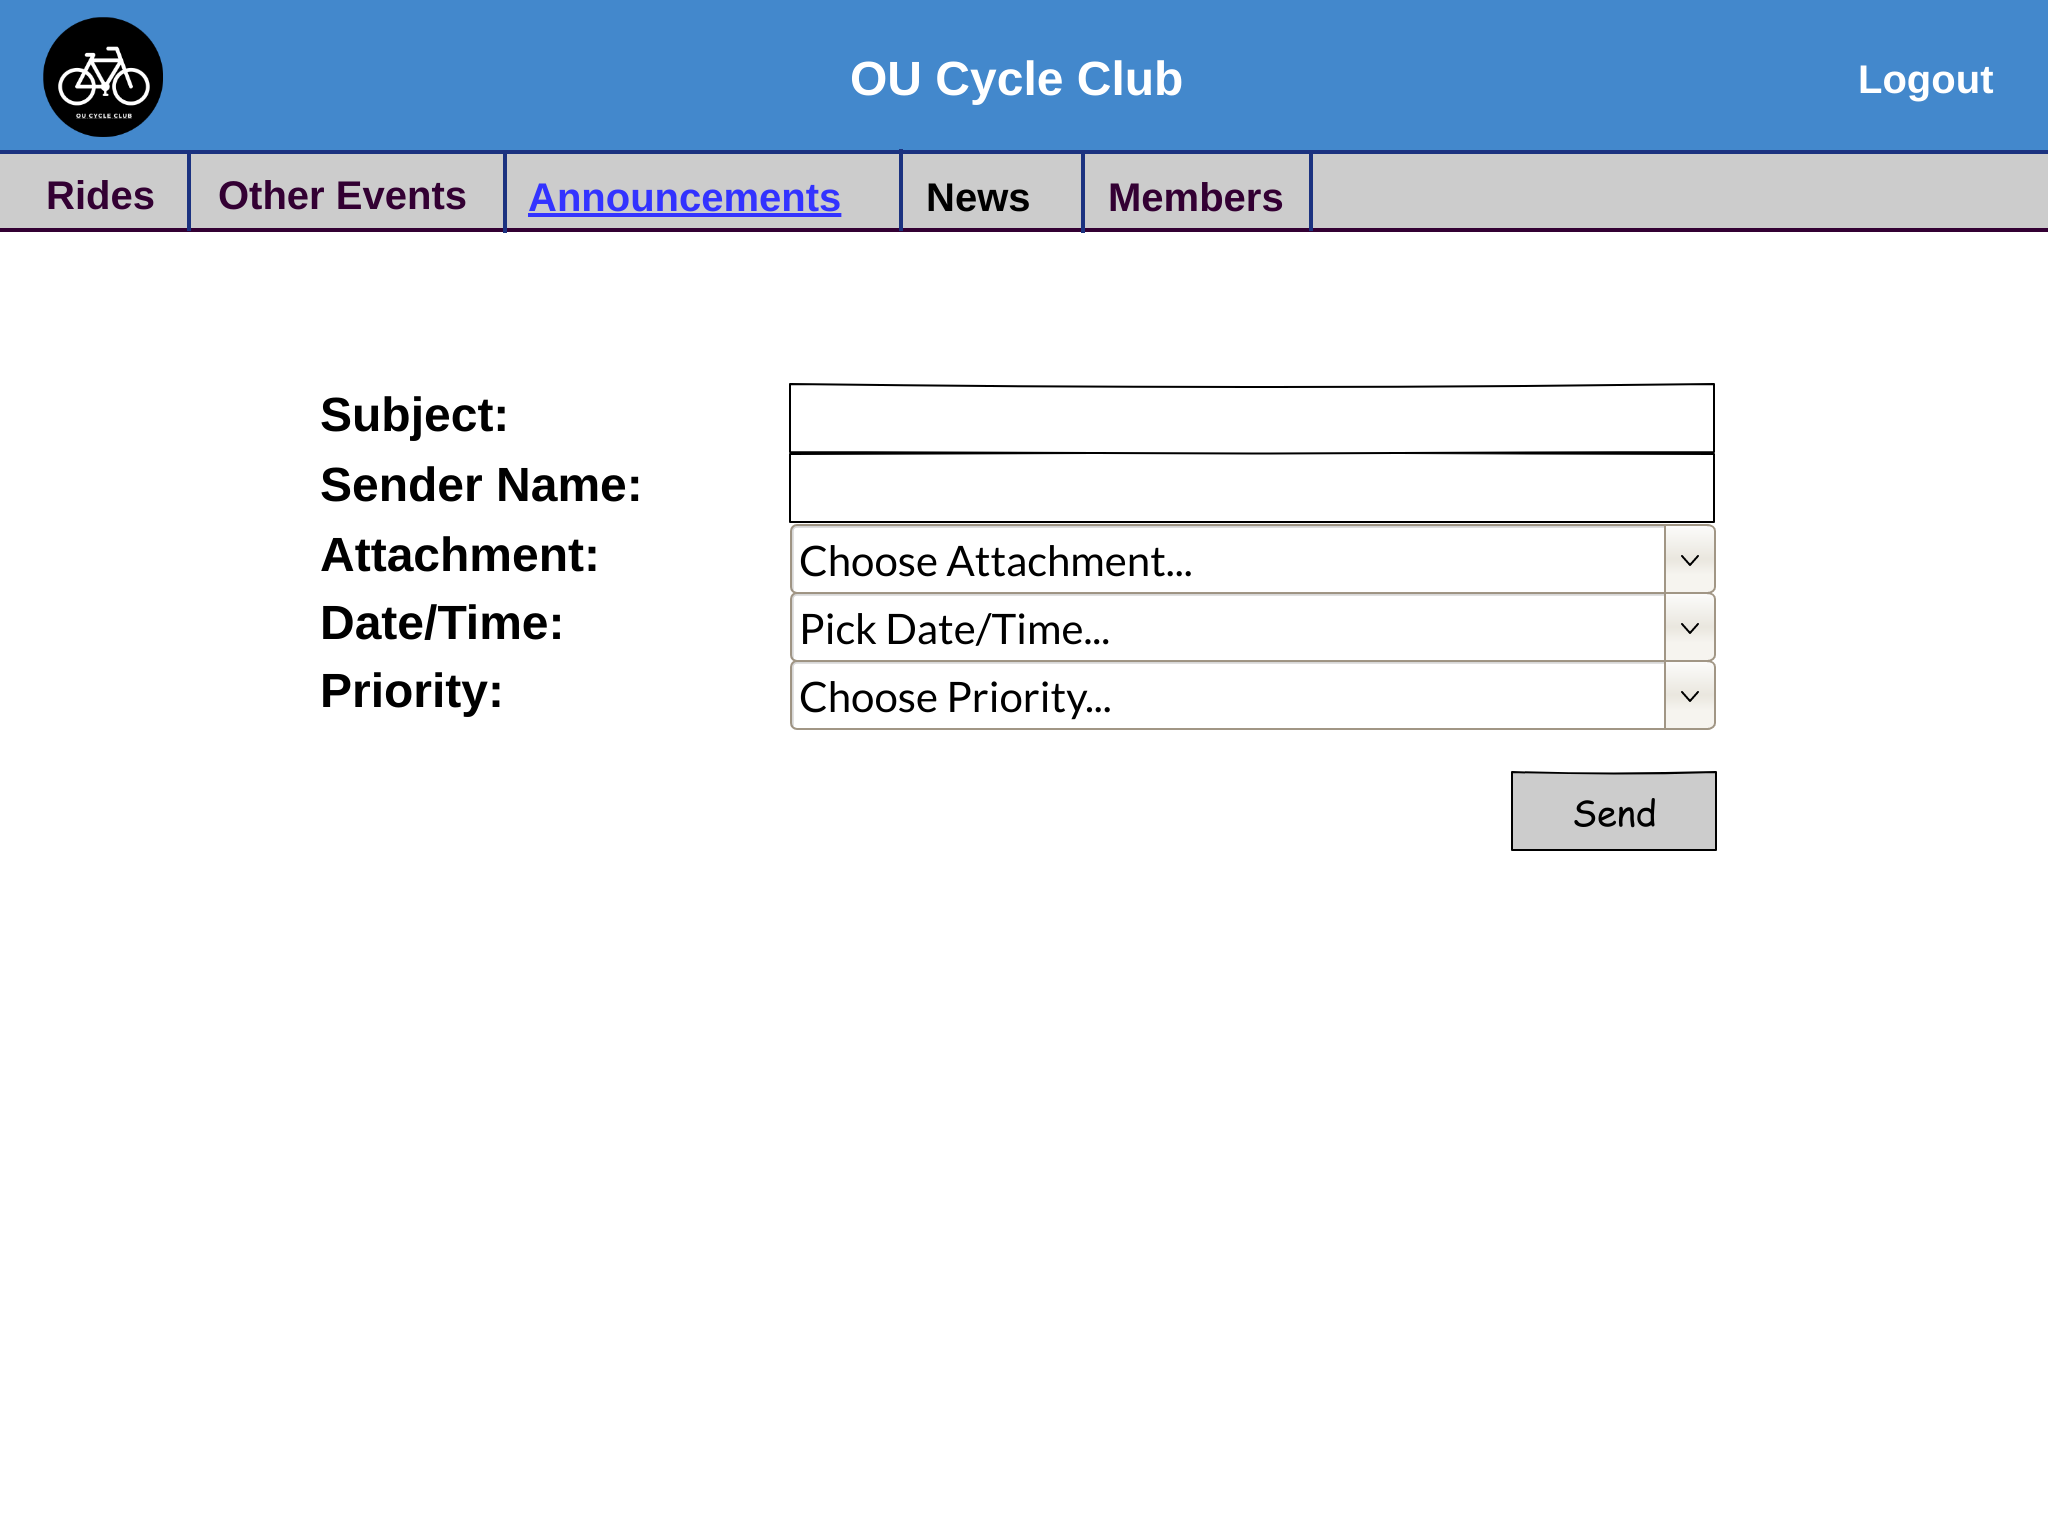 OU CYCLE CLUB
OU Cycle Club
Logout
Rides
Other Events
Announcements
News
Members
Subject:
Sender Name:
Attachment:
Choose Attachment...
Date/Time:
Pick Date/Time...
Priority:
Choose Priority...
Send